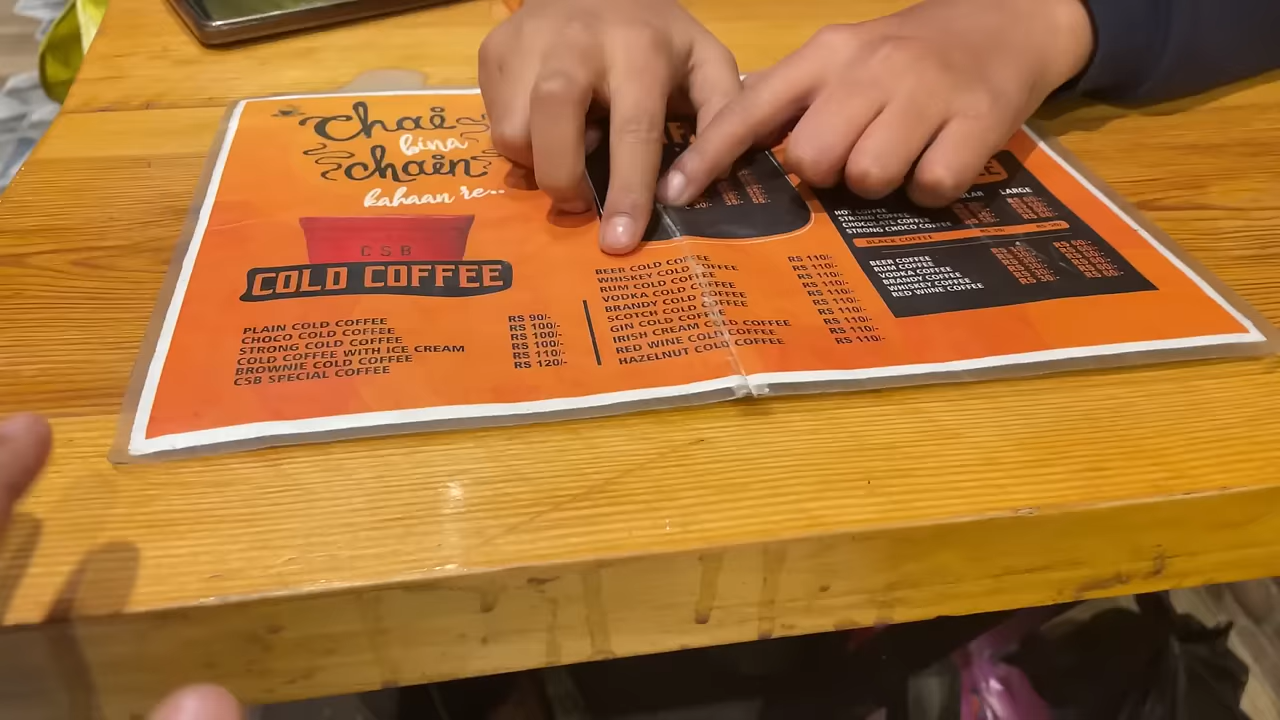 Chai
bina
chain
kahaan re..
CSB
COLD COFFEE
PLAIN COLD COFFEE RS 90/-
CHOCO COLD COFFEE RS 100/-
STRONG COLD COFFEE RS 100/-
COLD COFFEE WITH ICE CREAM RS 110/-
BROWNIE COLD COFFEE RS 120/-
CSB SPECIAL COFFEE
BEER COLD COFFEE RS 110/-
WHISKEY COLD COFFEE RS 110/-
RUM COLD COFFEE RS 110/-
VODKA COLD COFFEE RS 110/-
BRANDY COLD COFFEE RS 110/-
SCOTCH COLD COFFEE RS 110/-
GIN COLD COFFEE RS 110/-
IRISH CREAM COLD COFFEE RS 110/-
RED WINE COLD COFFEE RS 110/-
HAZELNUT COLD COFFEE
LARGE
HOT COFFEE
STRONG COFFEE
CHOCOLATE COFFEE
STRONG CHOCO COFFEE
BLACK COFFEE
BEER COFFEE
RUM COFFEE
VODKA COFFEE
BRANDY COFFEE
WHISKEY COFFEE
RED WIINE COFFEE